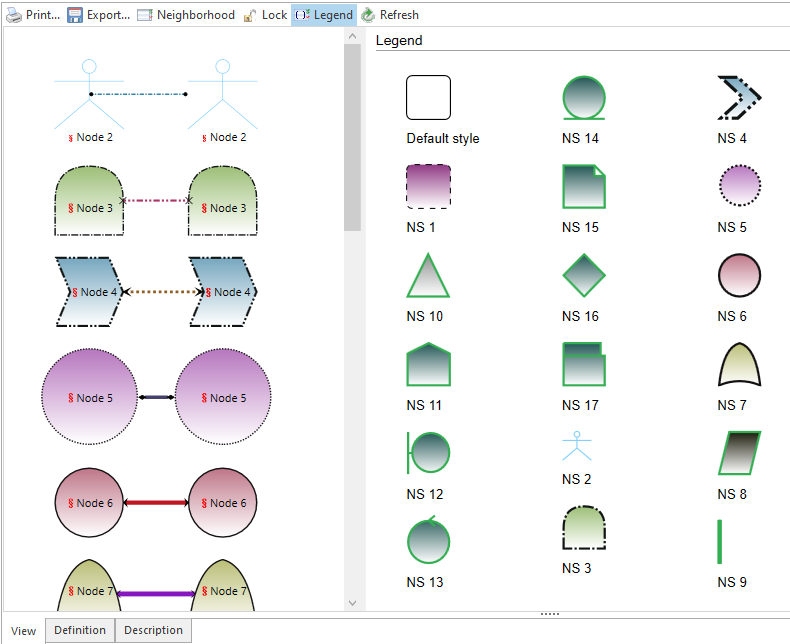 Print... Export... Neighborhood Lock Legend Refresh
§ Node 2 § Node 2
§ Node 3 § Node 3
§ Node 4 § Node 4
§ Node 5 § Node 5
§ Node 6 § Node 6
§ Node 7 § Node 7
Legend
Default style NS 14 NS 4
NS 1 NS 15 NS 5
NS 10 NS 16 NS 6
NS 11 NS 17 NS 7
NS 12 NS 2 NS 8
NS 13 NS 3 NS 9
View Definition Description